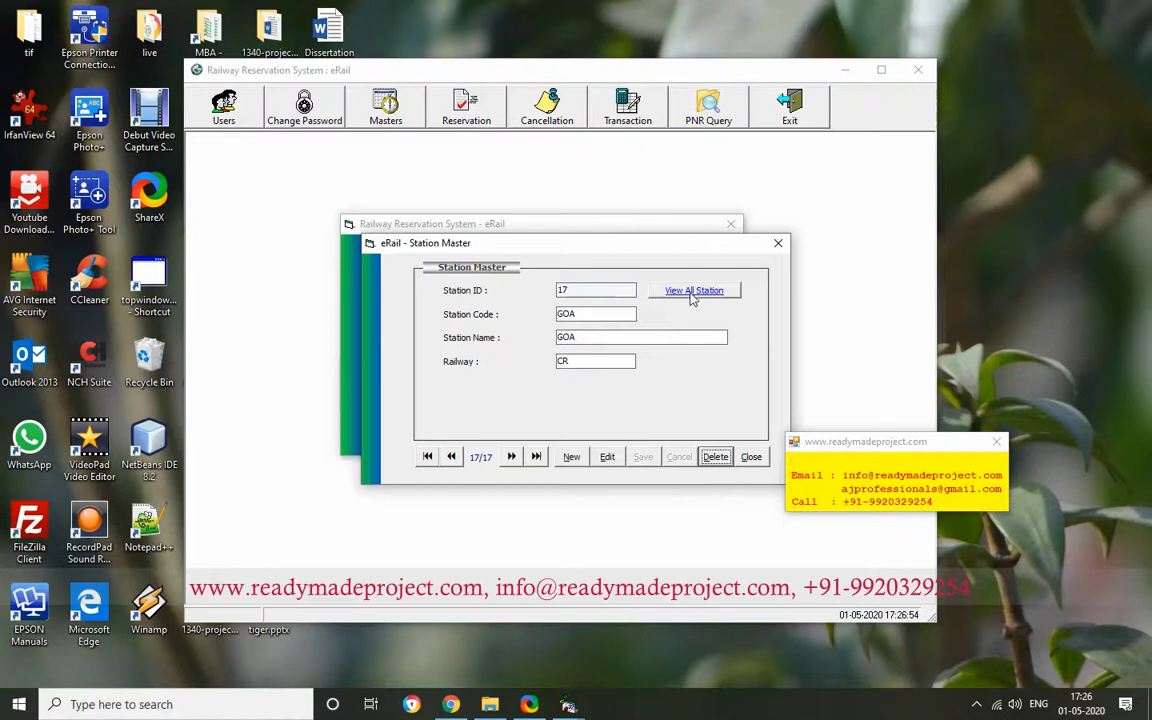 tif
Epson Printer
Connectio...
live
MBA -
1340-projec...
Dissertation
IrfanView 64
64
Epson
Photo+
Debut Video
Capture S...
Youtube
Download...
Epson
Photo+ Tool
ShareX
AVG Internet
Security
CCleaner
topwindow...
- Shortcut
Outlook 2013
NCH Suite
Recycle Bin
WhatsApp
VideoPad
Video Editor
NetBeans IDE
8.2
FileZilla
Client
RecordPad
Sound R...
Notepad++
EPSON
Manuals
Microsoft
Edge
Winamp
1340-projec...
tiger.pptx
Railway Reservation System : eRail
Users
Change Password
Masters
Reservation
Cancellation
Transaction
PNR Query
Exit
Railway Reservation System - eRail
eRail - Station Master
Station Master
Station ID :
17
View All Station
Station Code :
GOA
Station Name :
GOA
Railway :
CR
17/17
New
Edit
Save
Cancel
Delete
Close
www.readymadeproject.com
Email : info@readymadeproject.com
ajprofessionals@gmail.com
Call : +91-9920329254
www.readymadeproject.com, info@readymadeproject.com, +91-9920329254
01-05-2020 17:26:54
Type here to search
ENG
17:26
01-05-2020